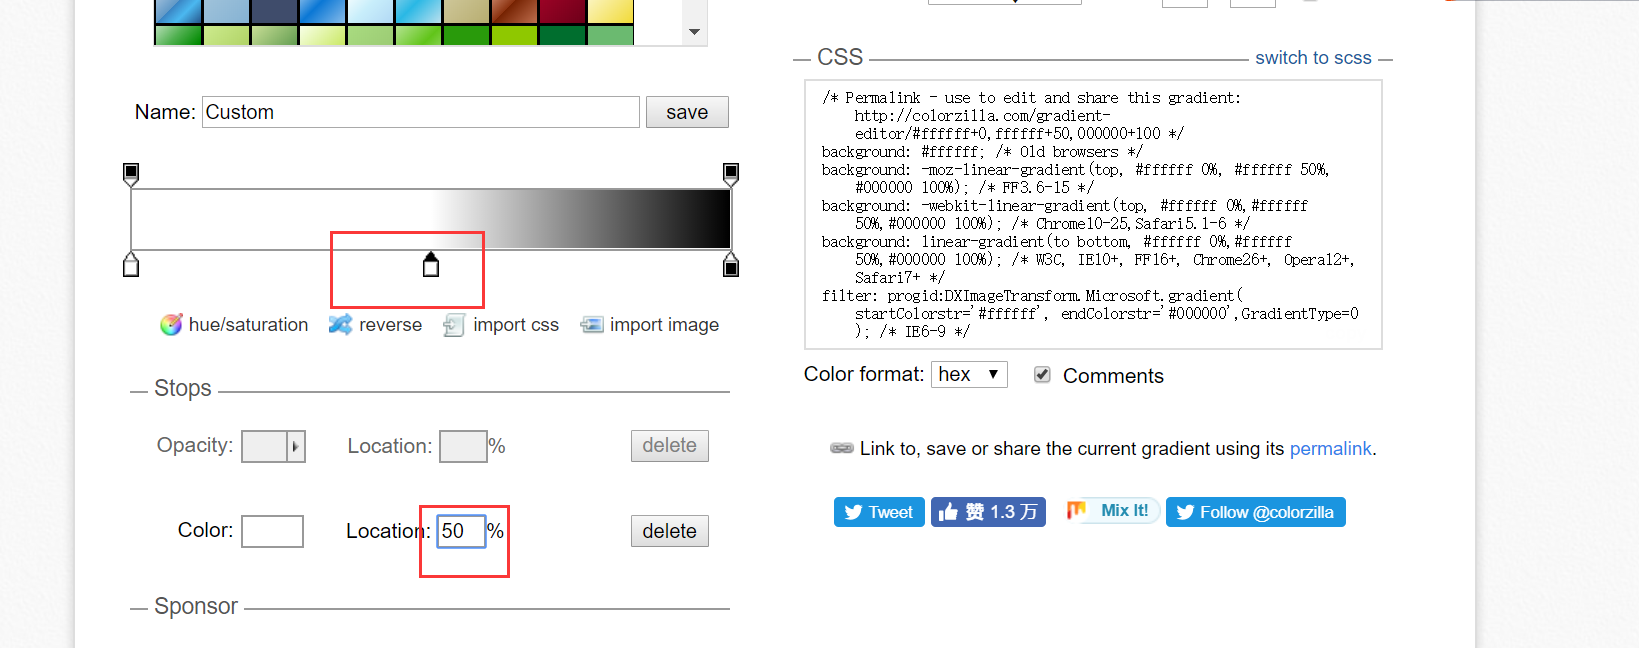 Name: Custom save
hue/saturation reverse import css import image
Stops
Opacity: Location: % delete
Color: Location: 50 % delete
Sponsor
CSS switch to scss
/* Permalink - use to edit and share this gradient:
http://colorzilla.com/gradient-
editor/#ffffff+0,ffffff+50,000000+100 */
background: #ffffff; /* Old browsers */
background: -moz-linear-gradient(top, #ffffff 0%, #ffffff 50%,
#000000 100%); /* FF3.6-15 */
background: -webkit-linear-gradient(top, #ffffff 0%,#ffffff
50%,#000000 100%); /* Chrome10-25,Safari5.1-6 */
background: linear-gradient(to bottom, #ffffff 0%,#ffffff
50%,#000000 100%); /* W3C, IE10+, FF16+, Chrome26+, Opera12+,
Safari7+ */
filter: progid:DXImageTransform.Microsoft.gradient(
startColorstr='#ffffff', endColorstr='#000000',GradientType=0
); /* IE6-9 */
Color format: hex Comments
Link to, save or share the current gradient using its permalink.
Tweet 赞 1.3 万 Mix It! Follow @colorzilla